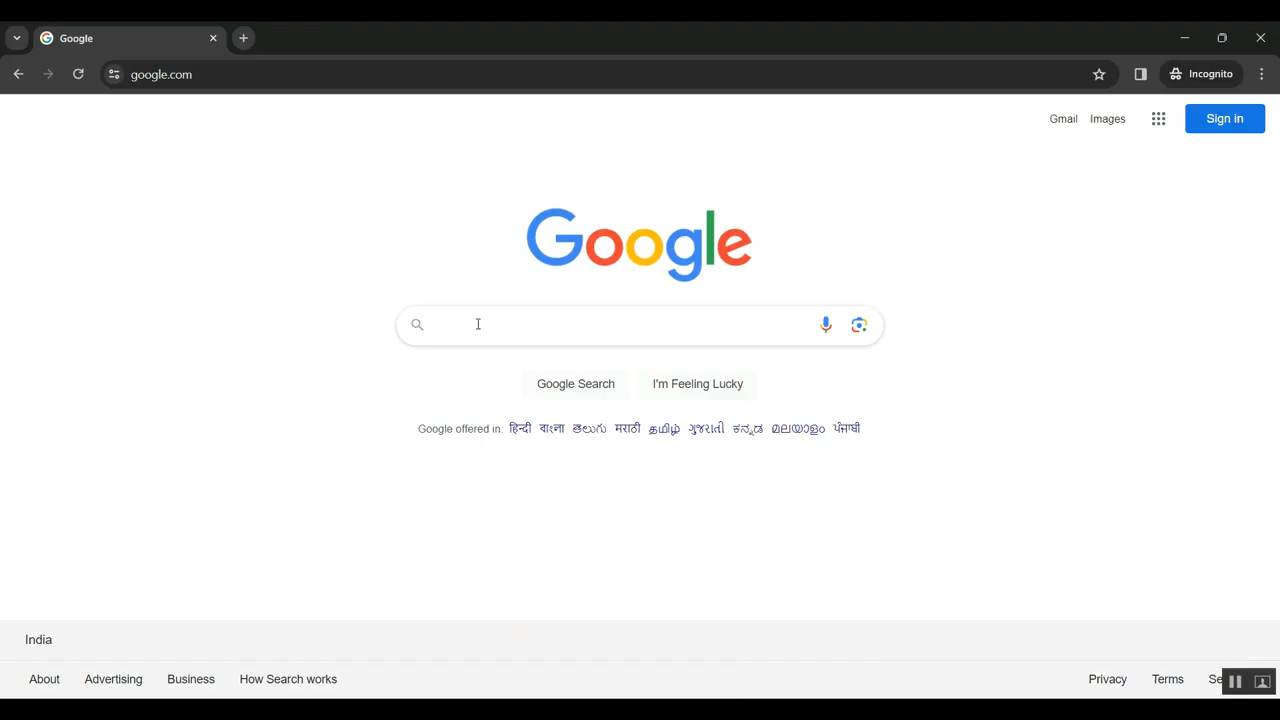 Google
google.com
Incognito
Gmail Images
Sign in
Google
Google Search I'm Feeling Lucky
Google offered in: हिन्दी বাংলা తెలుగు मराठी தமிழ் ગુજરાતી ಕನ್ನಡ മലയാളം ਪੰਜਾਬੀ
India
About Advertising Business How Search works Privacy Terms Se